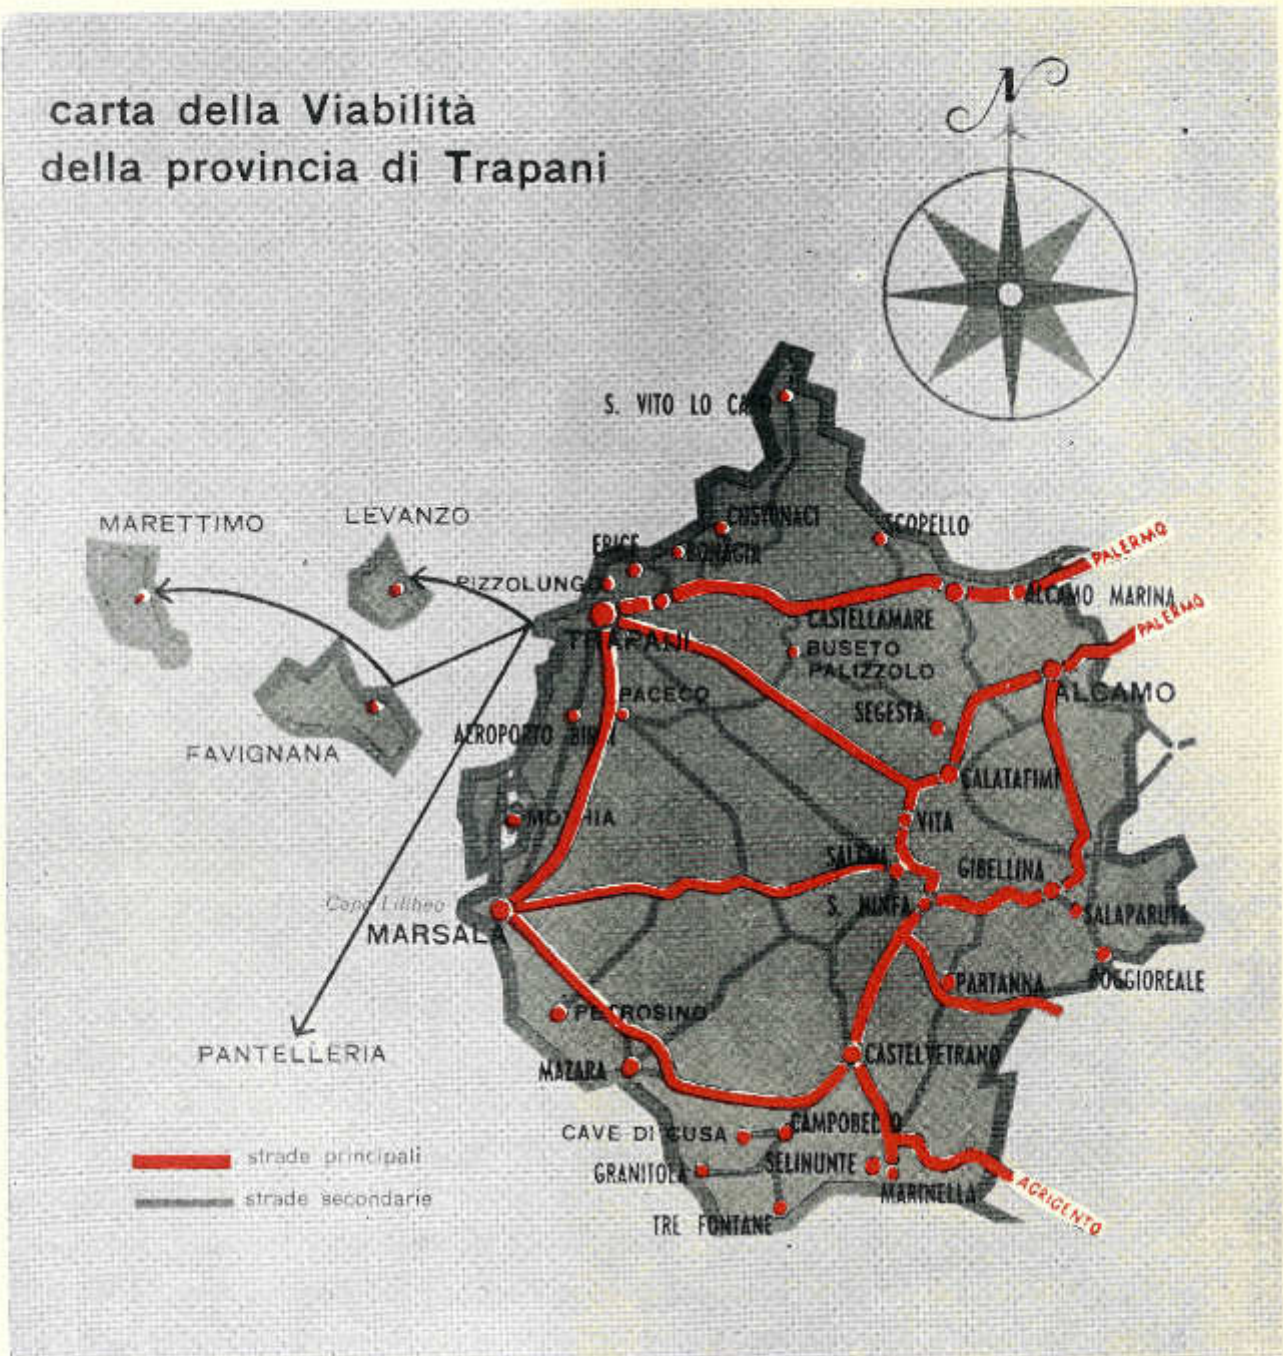 N
carta della Viabilità
della provincia di Trapani
S. VITO LO CAPO
MARETTIMO
LEVANZO
CUSTONACI
SCOPELLO
ERICE
BONAGIA
PALERMO
PIZZOLUNGO
ALCAMO MARINA
CASTELLAMARE
PALERMO
TRAPANI
BUSETO
PALIZZOLO
PACECO
ALCAMO
SEGESTA
AEROPORTO BIRGI
FAVIGNANA
CALATAFIMI
MOTHIA
VITA
SALEMI
GIBELLINA
Capo Lilibeo
S. NINFA
SALAPARUTA
MARSALA
PARTANNA
POGGIOREALE
PETROSINO
PANTELLERIA
CASTELVETRANO
MAZARA
CAVE DI CUSA
CAMPOBELLO
strade principali
GRANITOLA
SELINUNTE
MARINELLA
strade secondarie
AGRIGENTO
TRE FONTANE